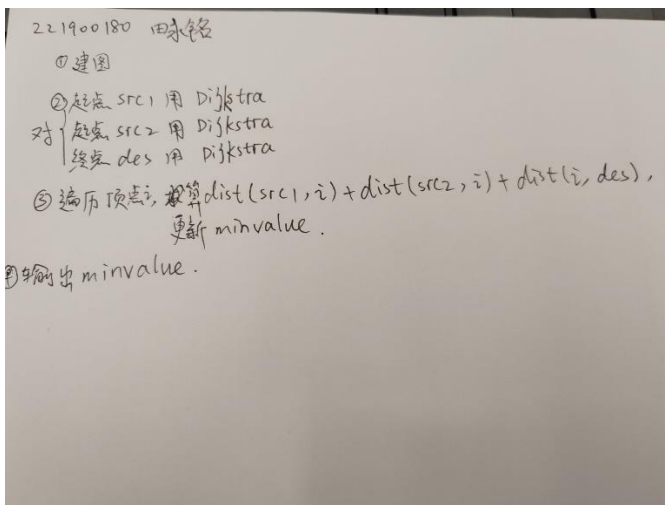 221900180 田永铭
①建图
②起点 src1 用 Dijkstra
对 起点 src2 用 Dijkstra
终点 des 用 Dijkstra
③遍历顶点i, 计算dist(src1,i)+dist(src2,i)+dist(i,des),
更新 minvalue.
④输出 minvalue.